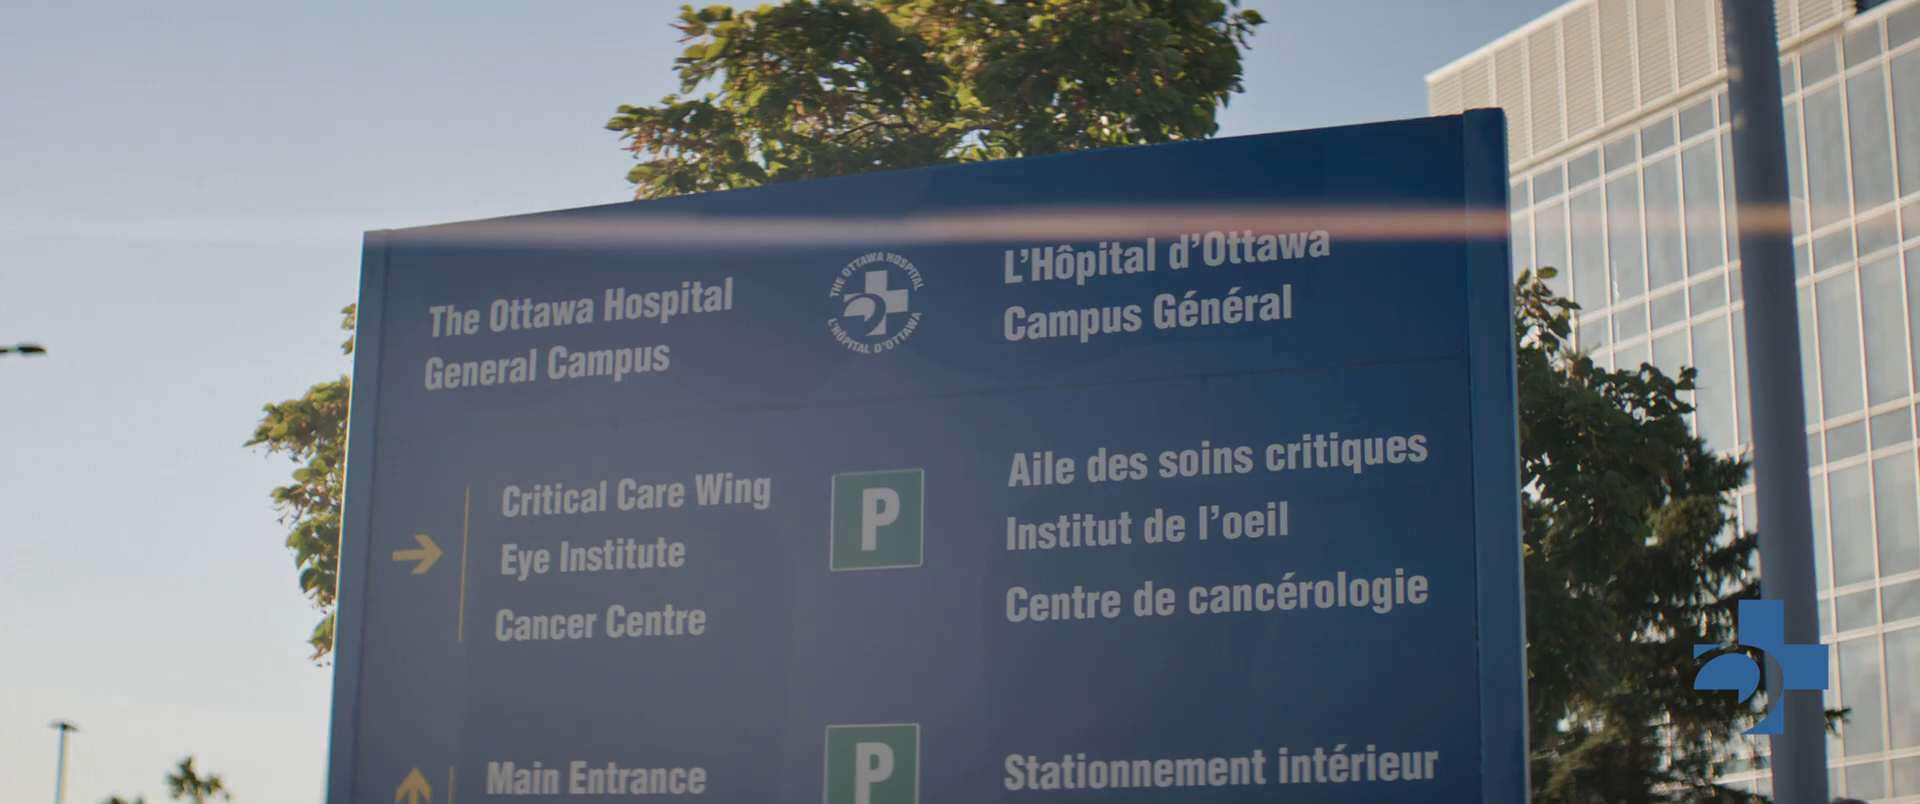 The Ottawa Hospital
General Campus
THE OTTAWA HOSPITAL
L'HÔPITAL D'OTTAWA
L'Hôpital d'Ottawa
Campus Général
Critical Care Wing
Eye Institute
Cancer Centre
P
Aile des soins critiques
Institut de l'oeil
Centre de cancérologie
Main Entrance
P
Stationnement intérieur